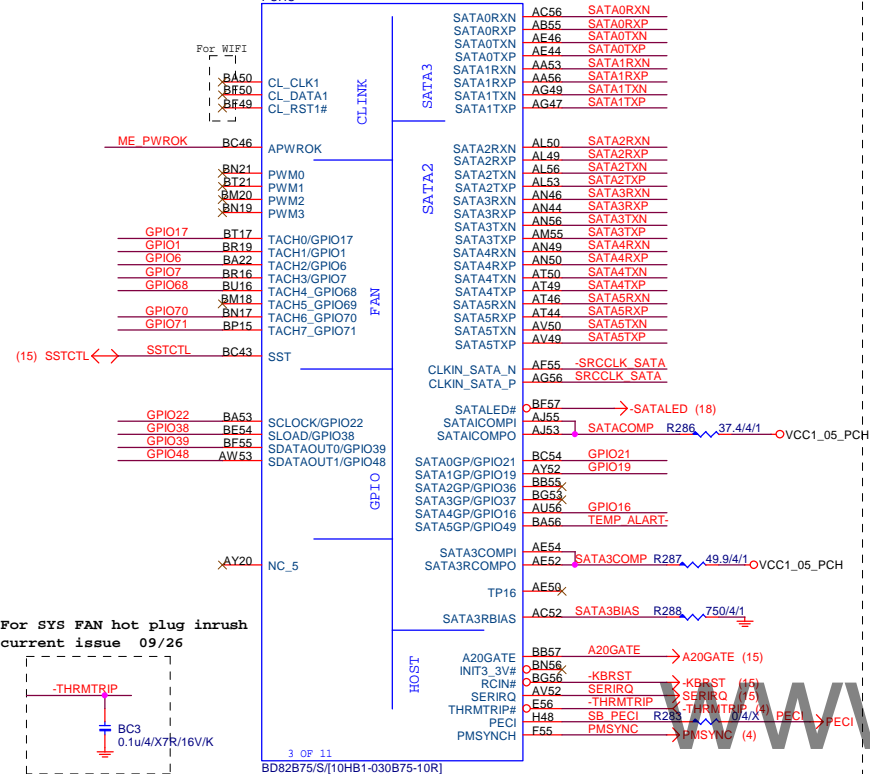 For WIFI
BA50 CL_CLK1
BF50 CL_DATA1
BF49 CL_RST1#
CLINK
ME_PWROK BC46 APWROK
BN21 PWM0
BT21 PWM1
BM20 PWM2
BN19 PWM3
GPIO17 BT17 TACH0/GPIO17
GPIO1 BR19 TACH1/GPIO1
GPIO6 BA22 TACH2/GPIO6
GPIO7 BR16 TACH3/GPIO7
GPIO68 BU16 TACH4_GPIO68
BM18 TACH5_GPIO69
GPIO70 BN17 TACH6_GPIO70
GPIO71 BP15 TACH7_GPIO71
FAN
(15) SSTCTL SSTCTL BC43 SST
GPIO22 BA53 SCLOCK/GPIO22
GPIO38 BE54 SLOAD/GPIO38
GPIO39 BF55 SDATAOUT0/GPIO39
GPIO48 AW53 SDATAOUT1/GPIO48
GPIO
AY20 NC_5
SATA3
SATA0RXN AC56 SATA0RXN
SATA0RXP AB55 SATA0RXP
SATA0TXN AE46 SATA0TXN
SATA0TXP AE44 SATA0TXP
SATA1RXN AA53 SATA1RXN
SATA1RXP AA56 SATA1RXP
SATA1TXN AG49 SATA1TXN
SATA1TXP AG47 SATA1TXP
SATA2
SATA2RXN AL50 SATA2RXN
SATA2RXP AL49 SATA2RXP
SATA2TXN AL56 SATA2TXN
SATA2TXP AL53 SATA2TXP
SATA3RXN AN46 SATA3RXN
SATA3RXP AN44 SATA3RXP
SATA3TXN AN56 SATA3TXN
SATA3TXP AM55 SATA3TXP
SATA4RXN AN49 SATA4RXN
SATA4RXP AN50 SATA4RXP
SATA4TXN AT50 SATA4TXN
SATA4TXP AT49 SATA4TXP
SATA5RXN AT46 SATA5RXN
SATA5RXP AT44 SATA5RXP
SATA5TXN AV50 SATA5TXN
SATA5TXP AV49 SATA5TXP
CLKIN_SATA_N AF55 -SRCCLK_SATA
CLKIN_SATA_P AG56 SRCCLK_SATA
SATALED# BF57 -SATALED (18)
SATAICOMPI AJ55
SATAICOMPO AJ53 SATACOMP R286 37.4/4/1 VCC1_05_PCH
SATA0GP/GPIO21 BC54 GPIO21
SATA1GP/GPIO19 AY52 GPIO19
SATA2GP/GPIO36 BB55
SATA3GP/GPIO37 BG53
SATA4GP/GPIO16 AU56 GPIO16
SATA5GP/GPIO49 BA56 TEMP_ALART-
SATA3COMPI AE54
SATA3RCOMPO AE52 SATA3COMP R287 49.9/4/1 VCC1_05_PCH
TP16 AE50
SATA3RBIAS AC52 SATA3BIAS R288 750/4/1
HOST
A20GATE BB57 A20GATE A20GATE (15)
INIT3_3V# BN56
RCIN# BG56 -KBRST -KBRST (15)
SERIRQ AV52 SERIRQ SERIRQ (15)
THRMTRIP# E56 -THRMTRIP -THRMTRIP (4)
PECI H48 SB_PECI R283 0/4/X PECI PECI
PMSYNCH F55 PMSYNC PMSYNC (4)
3 OF 11
BD82B75/S/[10HB1-030B75-10R]
For SYS FAN hot plug inrush
current issue 09/26
-THRMTRIP
BC3
0.1u/4/X7R/16V/K